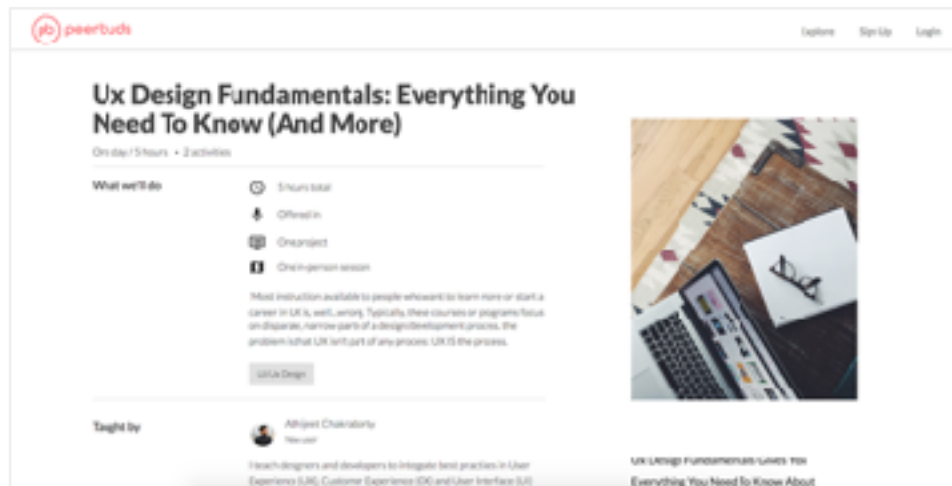 peerbuds
Explore Sign Up Login
Ux Design Fundamentals: Everything You
Need To Know (And More)
One day / 5 hours • 2 activities
What we'll do
5 hours total
Offered in
One project
One in-person session
Most instruction available to people who want to learn more or start a
career in UX is, well...wrong. Typically, these courses or programs focus
on disparate, narrow parts of a design/development process. the
problem is that UX isn't part of any process: UX IS the process.
Ui/Ux Design
Taught by
Abhijeet Chakraborty
New user
I teach designers and developers to integate best practies in User
Experience (UX), Customer Experience (CX) and User Interface (UI)
Ux Design Fundamentals Gives You
Everything You Need To Know About